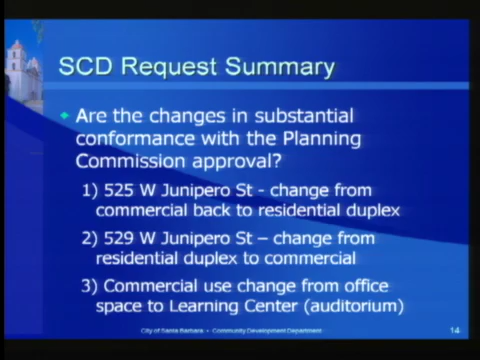 SCD Request Summary
Are the changes in substantial
conformance with the Planning
Commission approval?
1) 525 W Junipero St - change from
commercial back to residential duplex
2) 529 W Junipero St – change from
residential duplex to commercial
3) Commercial use change from office
space to Learning Center (auditorium)
City of Santa Barbara • Community Development Department
14